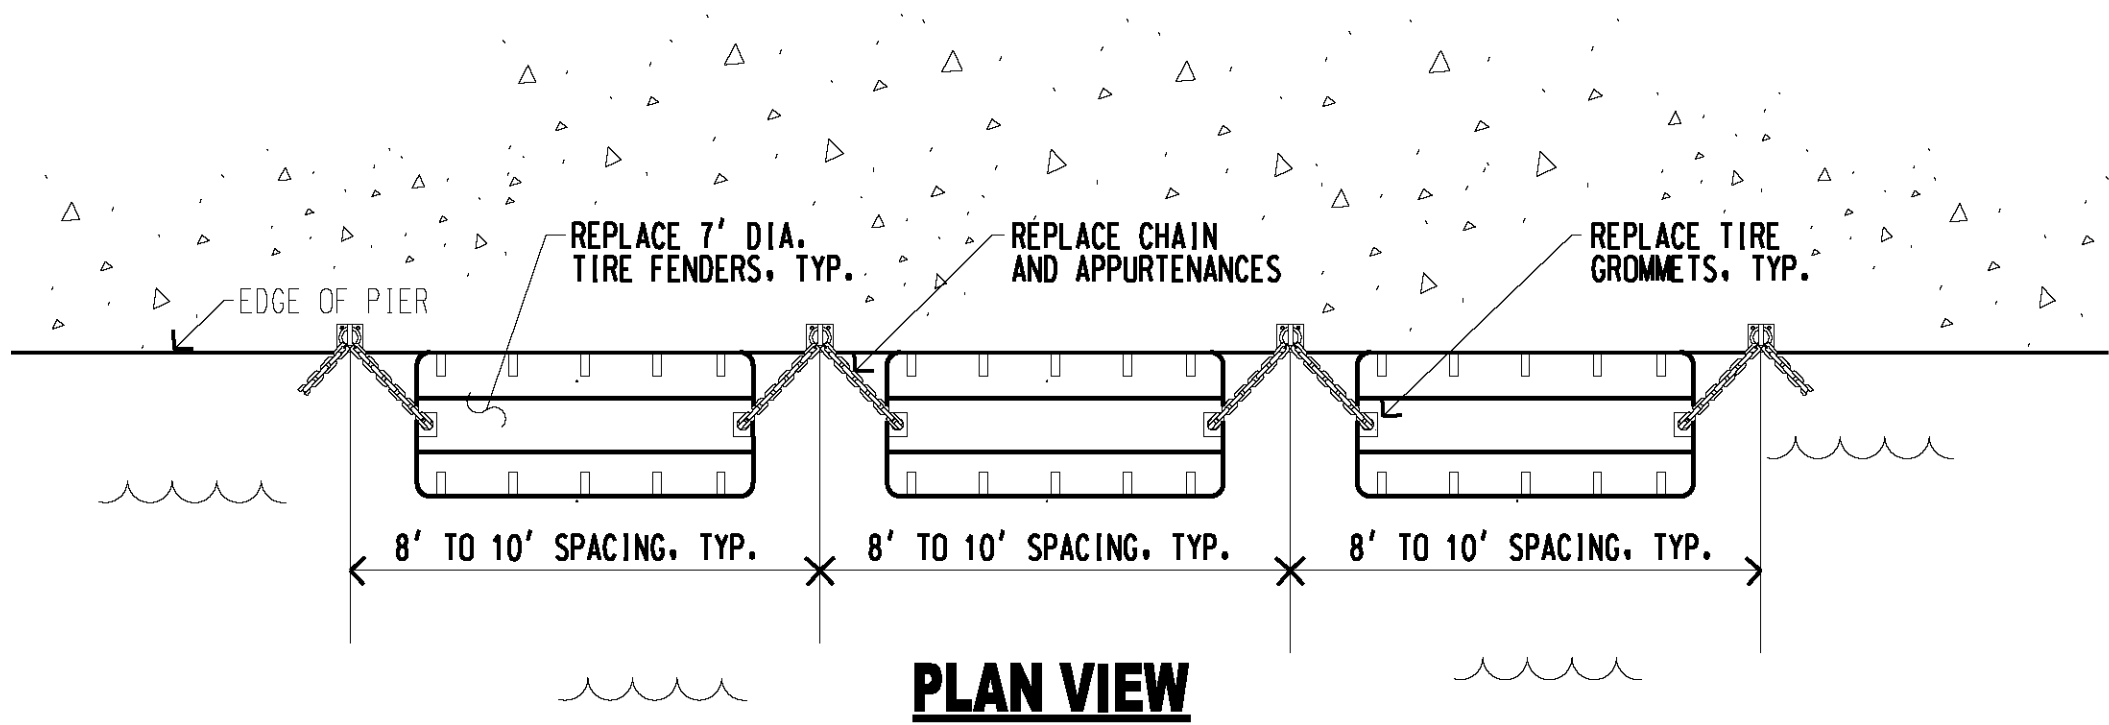 REPLACE 7' DIA.
TIRE FENDERS, TYP.
REPLACE CHAIN
AND APPURTENANCES
REPLACE TIRE
GROMMETS, TYP.
EDGE OF PIER
8' TO 10' SPACING, TYP.
8' TO 10' SPACING, TYP.
8' TO 10' SPACING, TYP.
PLAN VIEW